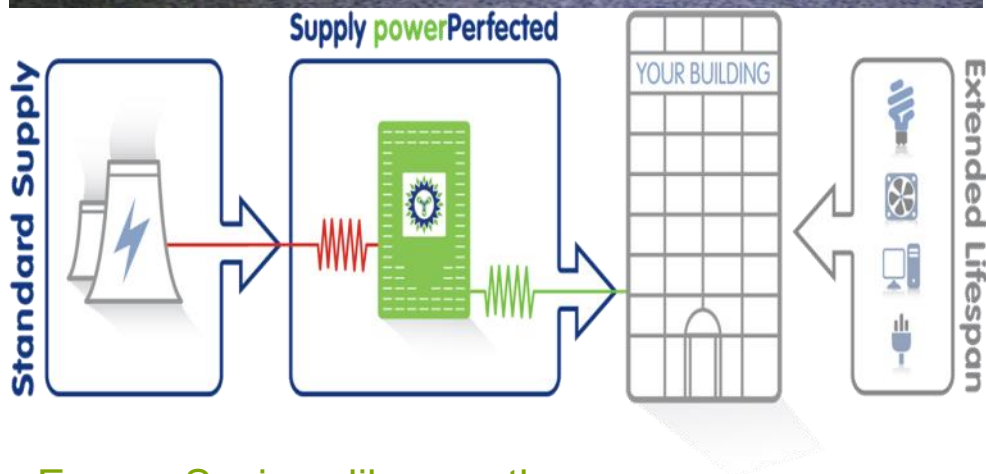 Supply powerPerfected
Standard Supply
YOUR BUILDING
Extended Lifespan